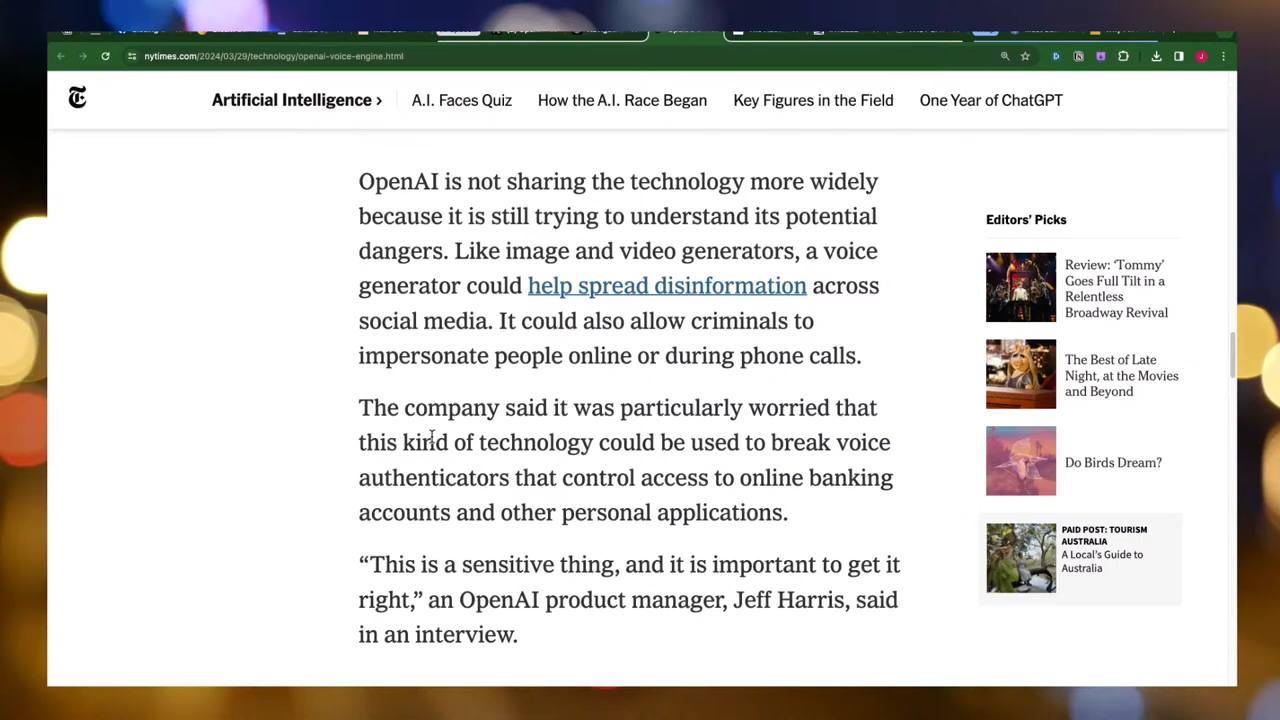 nytimes.com/2024/03/29/technology/openai-voice-engine.html
Artificial Intelligence > A.I. Faces Quiz How the A.I. Race Began Key Figures in the Field One Year of ChatGPT
OpenAI is not sharing the technology more widely
because it is still trying to understand its potential
dangers. Like image and video generators, a voice
generator could help spread disinformation across
social media. It could also allow criminals to
impersonate people online or during phone calls.
The company said it was particularly worried that
this kind of technology could be used to break voice
authenticators that control access to online banking
accounts and other personal applications.
“This is a sensitive thing, and it is important to get it
right,” an OpenAI product manager, Jeff Harris, said
in an interview.
Editors’ Picks
Review: ‘Tommy’
Goes Full Tilt in a
Relentless
Broadway Revival
The Best of Late
Night, at the Movies
and Beyond
Do Birds Dream?
PAID POST: TOURISM
AUSTRALIA
A Local’s Guide to
Australia